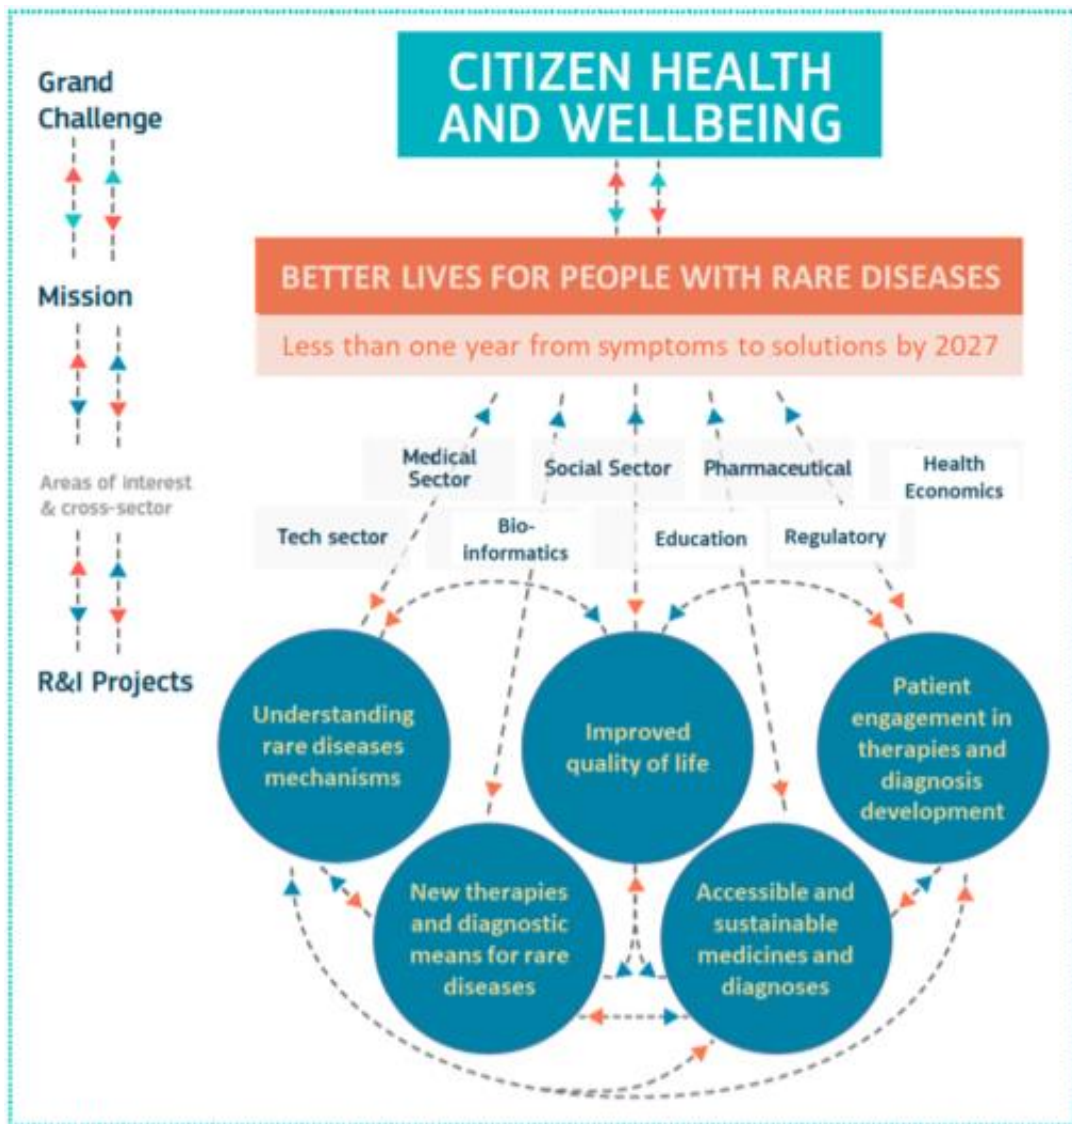 Grand
Challenge
CITIZEN HEALTH
AND WELLBEING
Mission
BETTER LIVES FOR PEOPLE WITH RARE DISEASES
Less than one year from symptoms to solutions by 2027
Areas of interest
& cross-sector
Medical
Sector
Social Sector
Pharmaceutical
Health
Economics
Tech sector
Bio-
informatics
Education
Regulatory
R&I Projects
Understanding
rare diseases
mechanisms
Improved
quality of life
Patient
engagement in
therapies and
diagnosis
development
New therapies
and diagnostic
means for rare
diseases
Accessible and
sustainable
medicines and
diagnoses